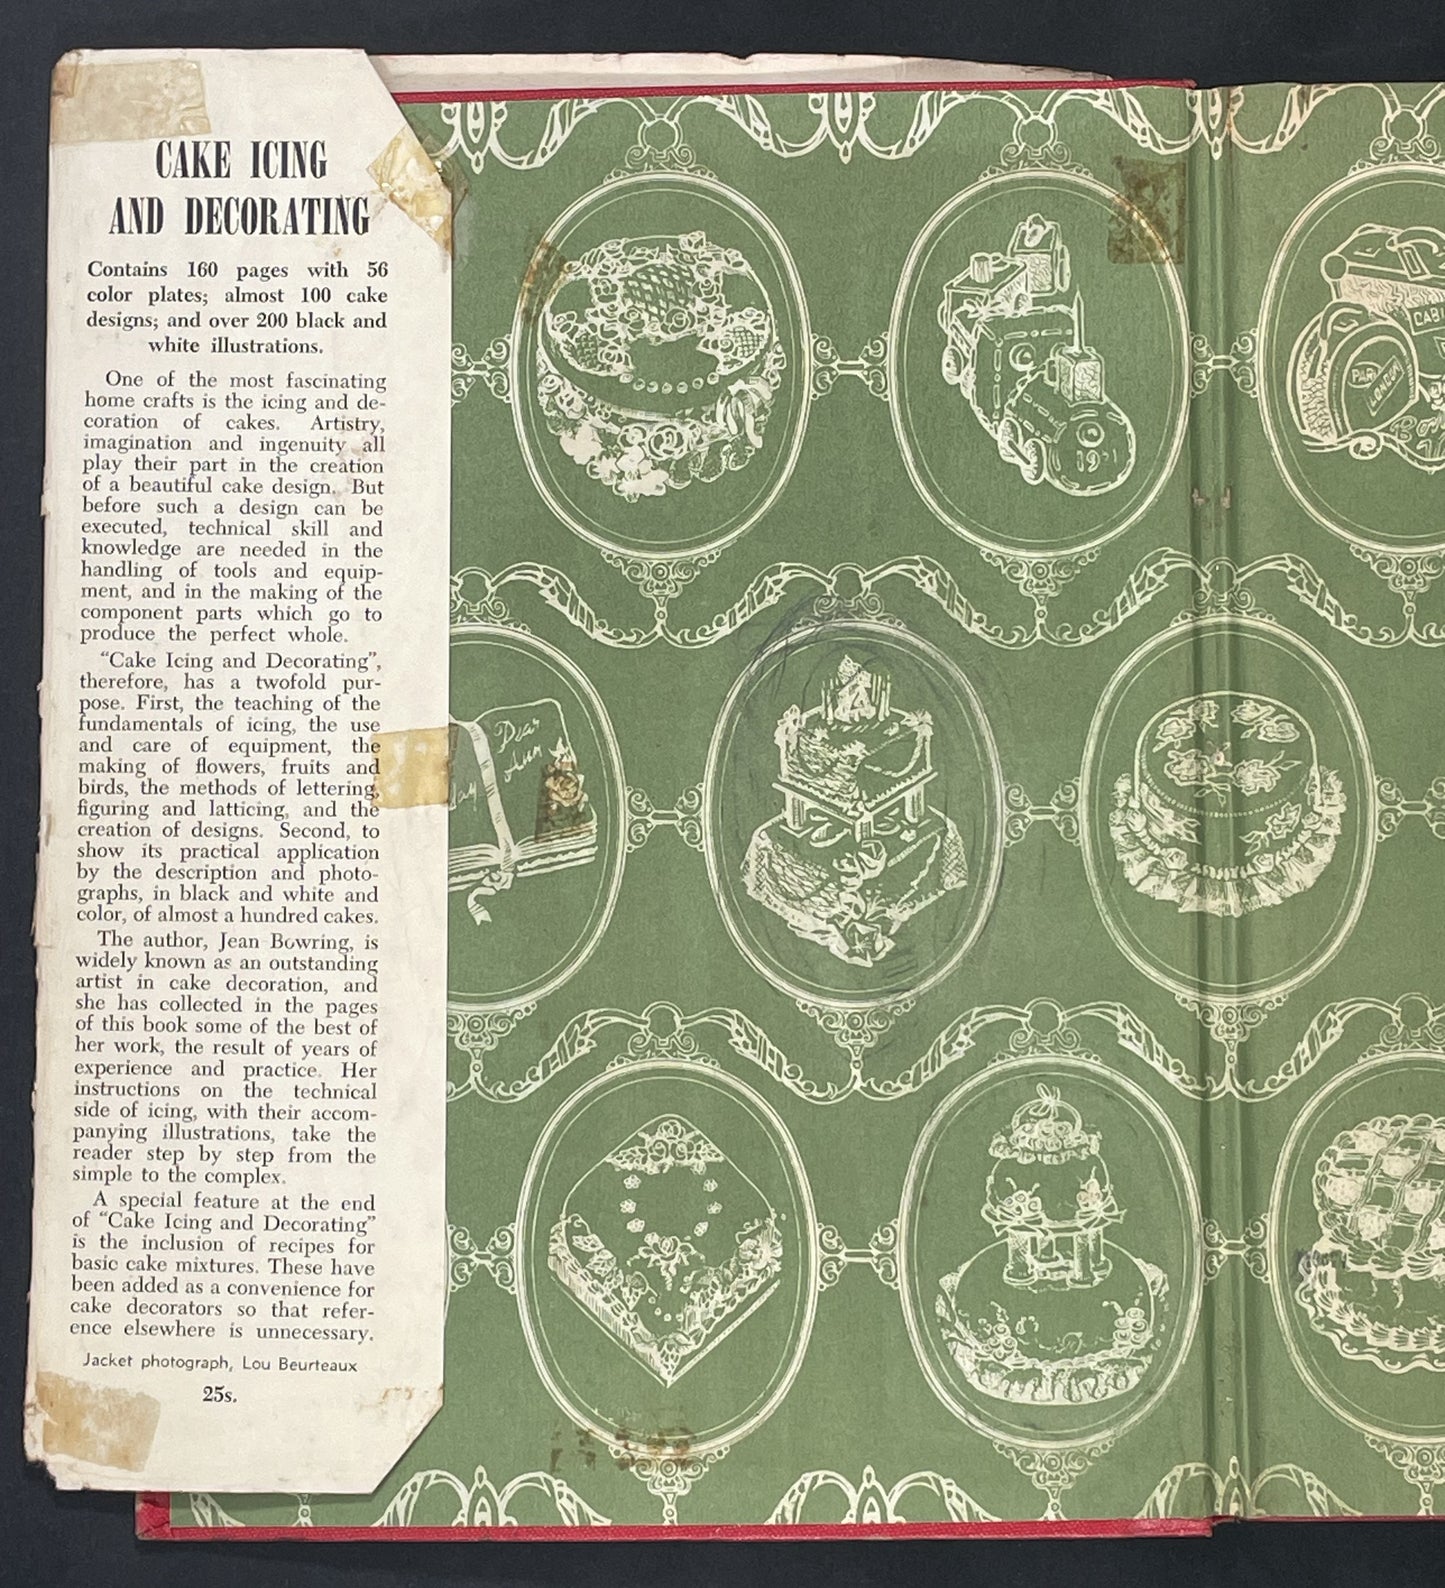 CAKE ICING
AND DECORATING
Contains 160 pages with 56
color plates; almost 100 cake
designs; and over 200 black and
white illustrations.
One of the most fascinating
home crafts is the icing and de-
coration of cakes. Artistry,
imagination and ingenuity all
play their part in the creation
of a beautiful cake design. But
before such a design can be
executed, technical skill and
knowledge are needed in the
handling of tools and equip-
ment, and in the making of the
component parts which go to
produce the perfect whole.
“Cake Icing and Decorating”,
therefore, has a twofold pur-
pose. First, the teaching of the
fundamentals of icing, the use
and care of equipment, the
making of flowers, fruits and
birds, the methods of lettering,
figuring and latticing, and the
creation of designs. Second, to
show its practical application
by the description and photo-
graphs, in black and white and
color, of almost a hundred cakes.
The author, Jean Bowring, is
widely known as an outstanding
artist in cake decoration, and
she has collected in the pages
of this book some of the best of
her work, the result of years of
experience and practice. Her
instructions on the technical
side of icing, with their accom-
panying illustrations, take the
reader step by step from the
simple to the complex.
A special feature at the end
of “Cake Icing and Decorating”
is the inclusion of recipes for
basic cake mixtures. These have
been added as a convenience for
cake decorators so that refer-
ence elsewhere is unnecessary.
Jacket photograph, Lou Beurteaux
25s.
CABI
LONDON